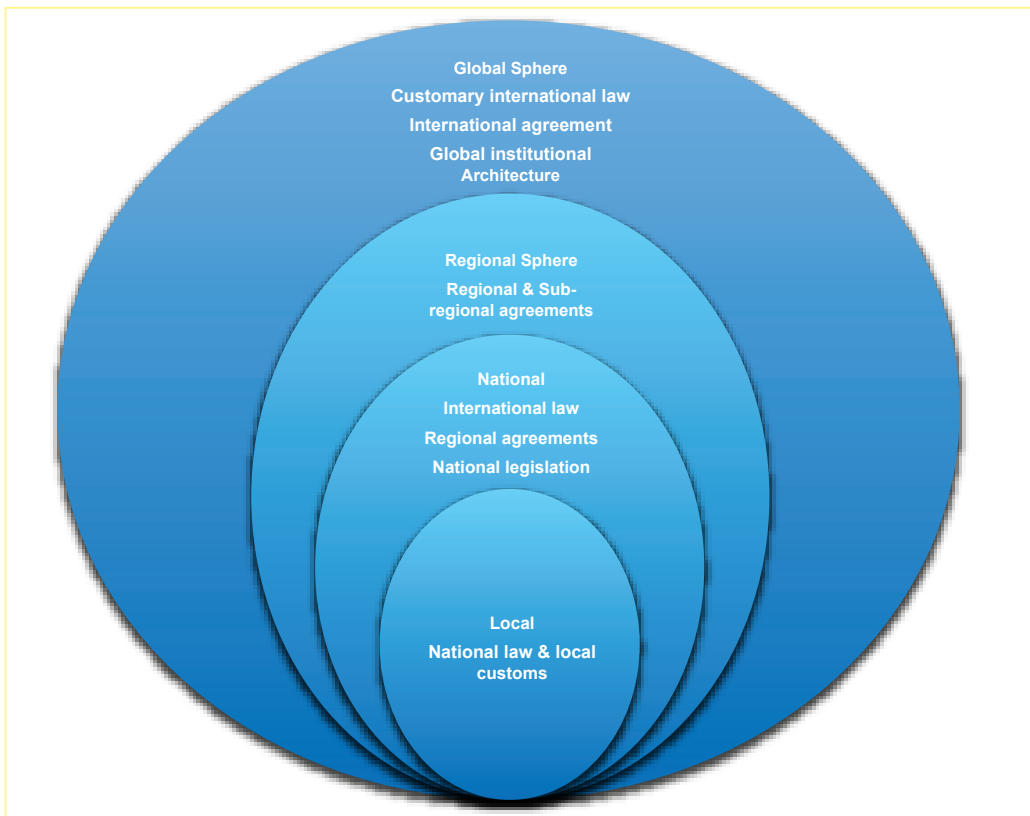 Global Sphere
Customary international law
International agreement
Global institutional
Architecture
Regional Sphere
Regional & Sub-
regional agreements
National
International law
Regional agreements
National legislation
Local
National law & local
customs